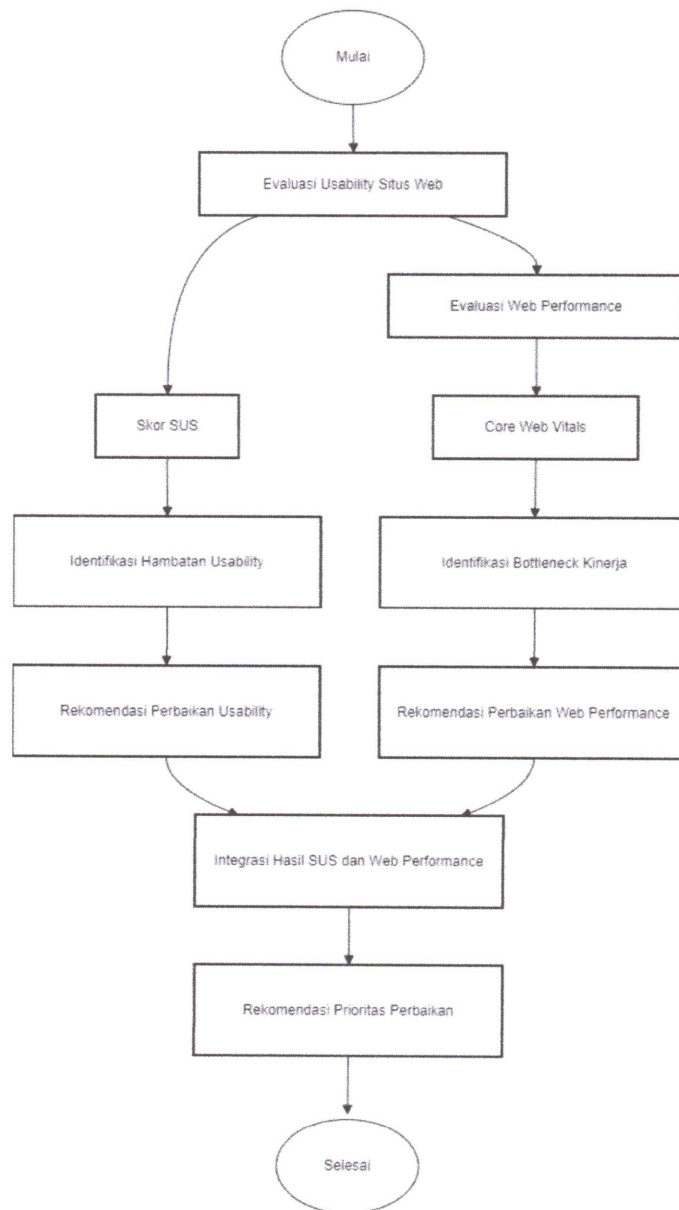 Mulai
Evaluasi Usability Situs Web
Evaluasi Web Performance
Skor SUS
Core Web Vitals
Identifikasi Hambatan Usability
Identifikasi Bottleneck Kinerja
Rekomendasi Perbaikan Usability
Rekomendasi Perbaikan Web Performance
Integrasi Hasil SUS dan Web Performance
Rekomendasi Prioritas Perbaikan
Selesai